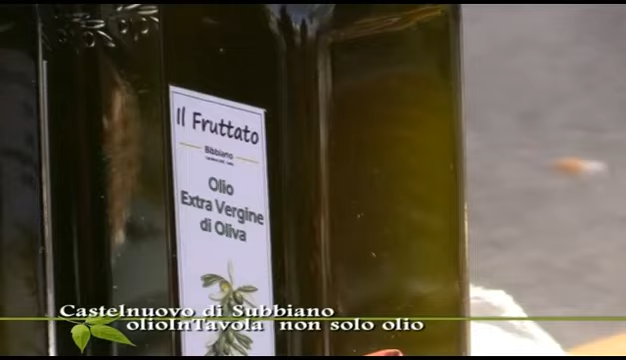 Il Fruttato
Bibbiano
Olio
Extra Vergine
di Oliva
Castelnuovo di Subbiano
olioInTavola non solo olio